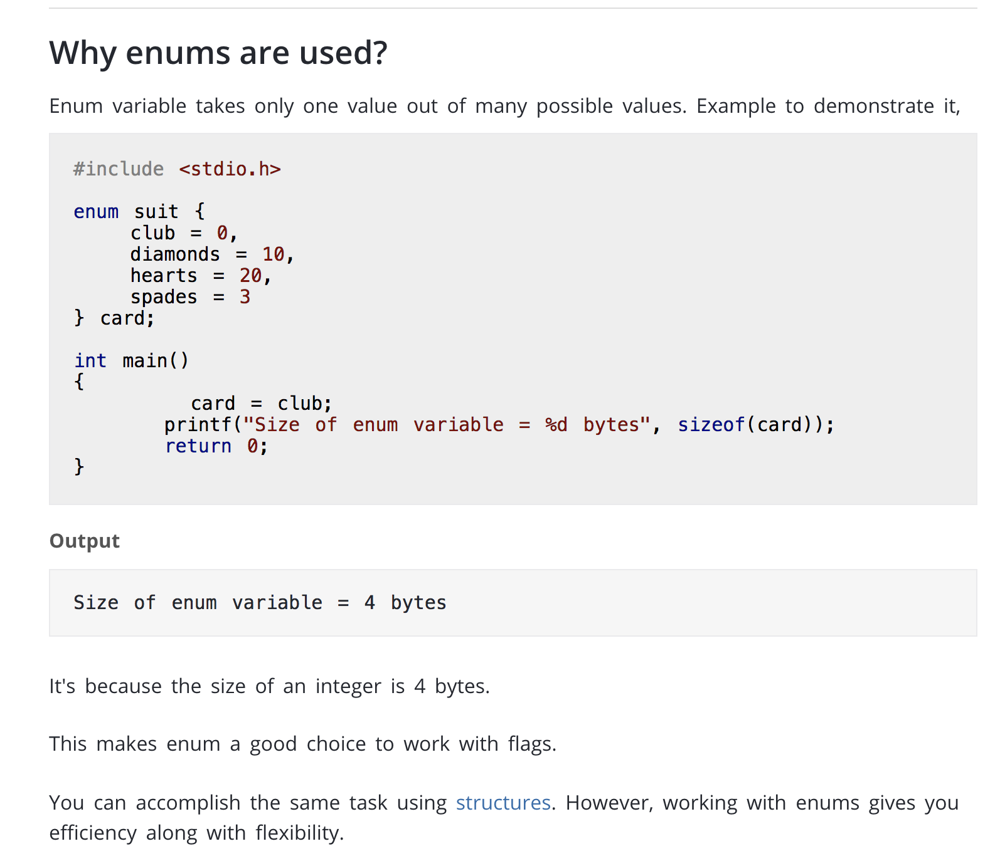 Why enums are used?
Enum variable takes only one value out of many possible values. Example to demonstrate it,
#include <stdio.h>
enum suit {
club = 0,
diamonds = 10,
hearts = 20,
spades = 3
} card;
int main()
{
card = club;
printf("Size of enum variable = %d bytes", sizeof(card));
return 0;
}
Output
Size of enum variable = 4 bytes
It's because the size of an integer is 4 bytes.
This makes enum a good choice to work with flags.
You can accomplish the same task using structures. However, working with enums gives you
efficiency along with flexibility.